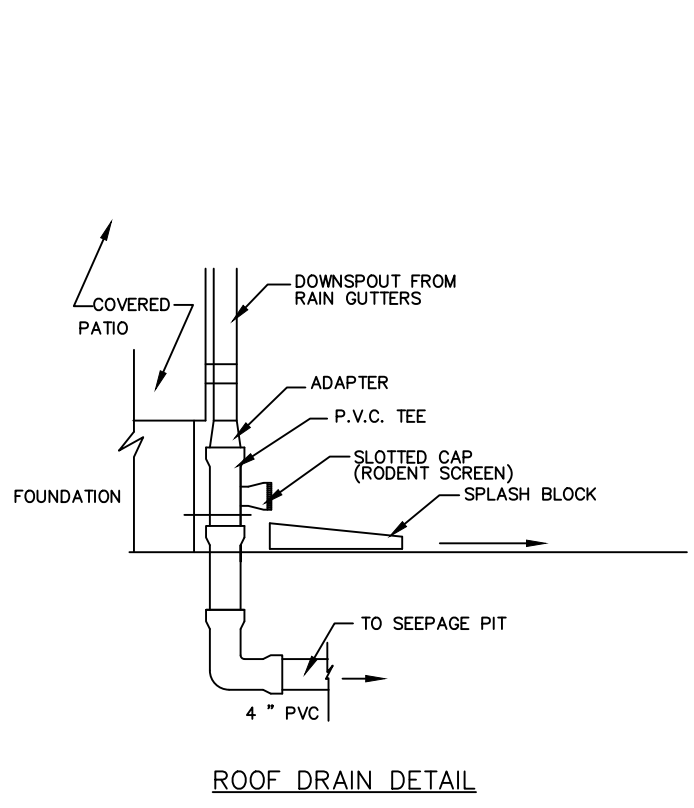 DOWNSPOUT FROM
RAIN GUTTERS
COVERED
PATIO
ADAPTER
P.V.C. TEE
SLOTTED CAP
(RODENT SCREEN)
FOUNDATION
SPLASH BLOCK
TO SEEPAGE PIT
4 " PVC
ROOF DRAIN DETAIL